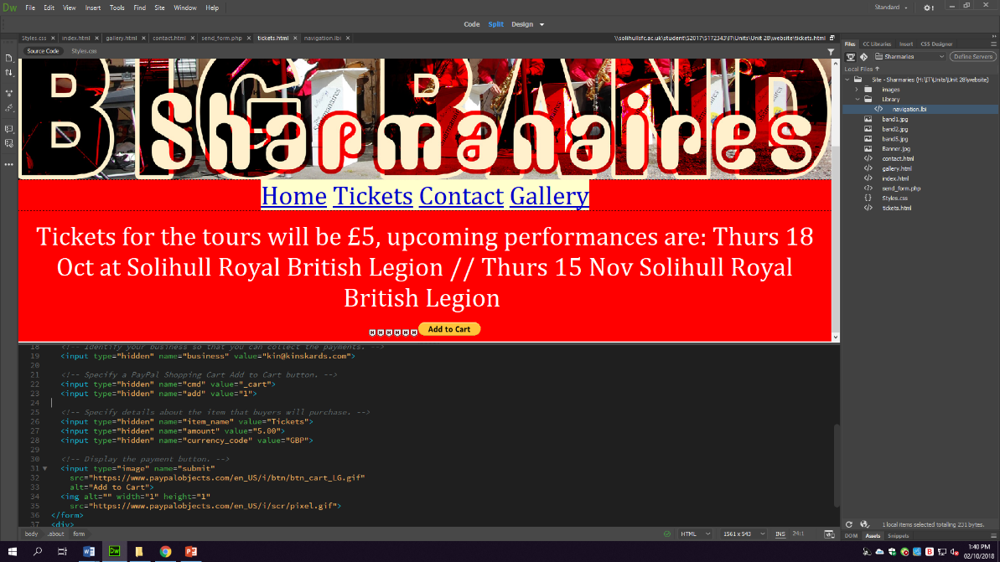 Dw File Edit View Insert Tools Find Site Window Help
Standard
Code Split Design
Styles.css index.html gallery.html contact.html send_form.php tickets.html navigation.lbi
\\solihullsfc.ac.uk\student\S2017\S172343\IT\Units\Unit 28\website\tickets.html
Source Code Styles.css
BIG BAND
Sharmanaires
Home Tickets Contact Gallery
Tickets for the tours will be £5, upcoming performances are: Thurs 18
Oct at Solihull Royal British Legion // Thurs 15 Nov Solihull Royal
British Legion
H H H H H H Add to Cart
18 <!-- Identify your business so that you can collect the payments. -->
19 <input type="hidden" name="business" value="kin@kinskards.com">
20
21 <!-- Specify a PayPal Shopping Cart Add to Cart button. -->
22 <input type="hidden" name="cmd" value="_cart">
23 <input type="hidden" name="add" value="1">
24
25 <!-- Specify details about the item that buyers will purchase. -->
26 <input type="hidden" name="item_name" value="Tickets">
27 <input type="hidden" name="amount" value="5.00">
28 <input type="hidden" name="currency_code" value="GBP">
29
30 <!-- Display the payment button. -->
31 <input type="image" name="submit"
32 src="https://www.paypalobjects.com/en_US/i/btn/btn_cart_LG.gif"
33 alt="Add to Cart">
34 <img alt="" width="1" height="1"
35 src="https://www.paypalobjects.com/en_US/i/scr/pixel.gif">
36 </form>
37 <div>
body .about form
HTML 1561 x 543 INS 24:1
Files CC Libraries Insert CSS Designer
Sharmaries Define Servers
Local Files
Site - Sharmaries (H:\IT\Units\Unit 28\website)
images
Library
navigation.lbi
band1.jpg
band2.jpg
band5.jpg
Banner.jpg
contact.html
gallery.html
index.html
send_form.php
Styles.css
tickets.html
1 local items selected totaling 231 bytes.
DOM Assets Snippets
1:40 PM
02/10/2018